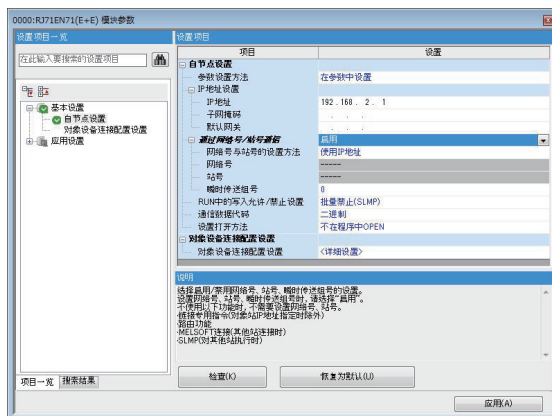 0000:RJ71EN71(E+E) 模块参数
设置项目一览
在此输入要搜索的设置项目
基本设置
自节点设置
对象设备连接配置设置
应用设置
项目一览 搜索结果
设置项目
项目 设置
自节点设置
参数设置方法 在参数中设置
IP地址设置
IP地址 192 . 168 . 2 . 1
子网掩码 . . .
默认网关 . . .
通过网络号/站号通信 启用
网络号与站号的设置方法 使用IP地址
网络号 -----
站号 -----
瞬时传送组号 0
RUN中的写入允许/禁止设置 批量禁止(SLMP)
通信数据代码 二进制
设置打开方法 不在程序中OPEN
对象设备连接配置设置
对象设备连接配置设置 <详细设置>
说明
选择启用/禁用网络号、站号、瞬时传送组号的设置。
设置网络号、站号、瞬时传送组号时，请选择“启用”。
不使用以下功能时，不需要设置网络号、站号。
·链接专用指令(对象站IP地址指定时除外)
·路由功能
·MELSOFT连接(其他站连接时)
·SLMP(对其他站执行时)
检查(K) 恢复为默认(U)
应用(A)